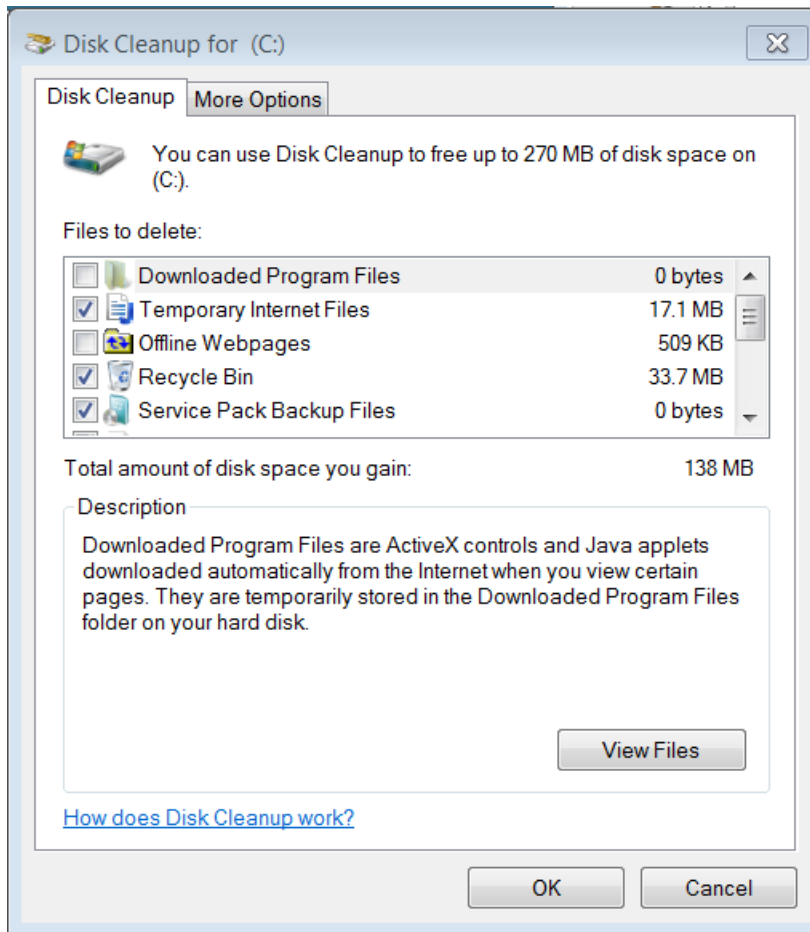 Disk Cleanup for (C:)
Disk Cleanup
More Options
You can use Disk Cleanup to free up to 270 MB of disk space on
(C:).
Files to delete:
Downloaded Program Files 0 bytes
Temporary Internet Files 17.1 MB
Offline Webpages 509 KB
Recycle Bin 33.7 MB
Service Pack Backup Files 0 bytes
Total amount of disk space you gain: 138 MB
Description
Downloaded Program Files are ActiveX controls and Java applets
downloaded automatically from the Internet when you view certain
pages. They are temporarily stored in the Downloaded Program Files
folder on your hard disk.
View Files
How does Disk Cleanup work?
OK
Cancel